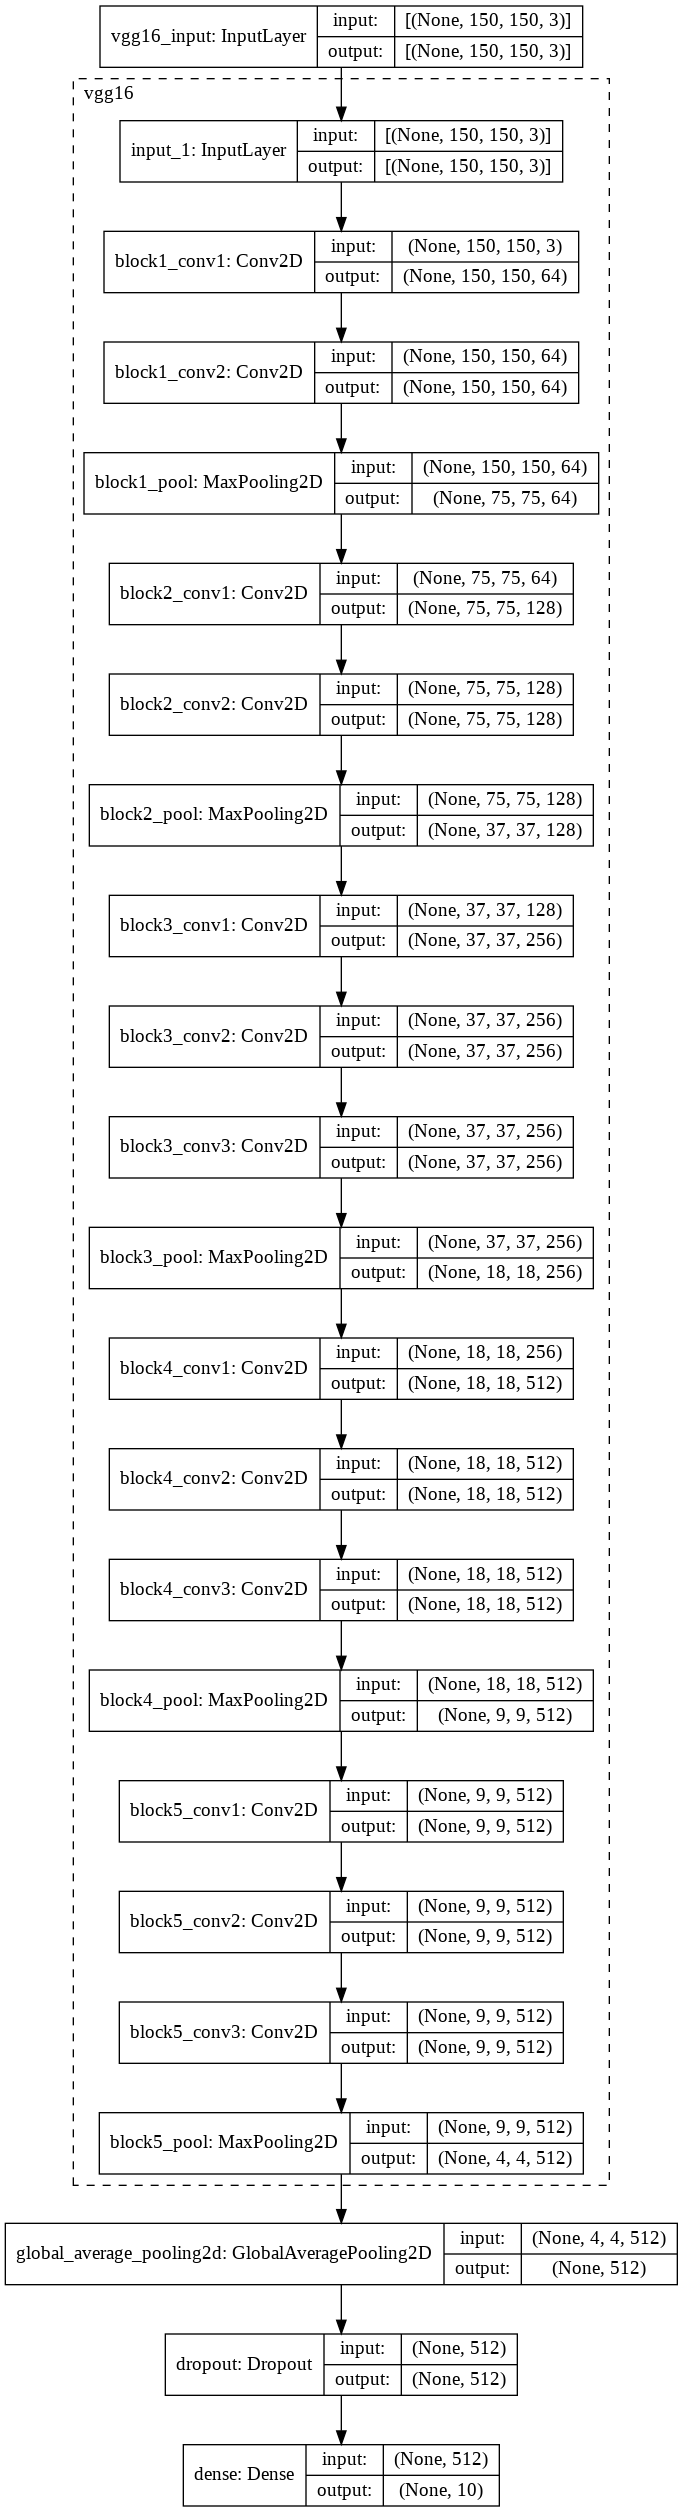 vgg16_input: InputLayer input: [(None, 150, 150, 3)]
output: [(None, 150, 150, 3)]
vgg16
input_1: InputLayer input: [(None, 150, 150, 3)]
output: [(None, 150, 150, 3)]
block1_conv1: Conv2D input: (None, 150, 150, 3)
output: (None, 150, 150, 64)
block1_conv2: Conv2D input: (None, 150, 150, 64)
output: (None, 150, 150, 64)
block1_pool: MaxPooling2D input: (None, 150, 150, 64)
output: (None, 75, 75, 64)
block2_conv1: Conv2D input: (None, 75, 75, 64)
output: (None, 75, 75, 128)
block2_conv2: Conv2D input: (None, 75, 75, 128)
output: (None, 75, 75, 128)
block2_pool: MaxPooling2D input: (None, 75, 75, 128)
output: (None, 37, 37, 128)
block3_conv1: Conv2D input: (None, 37, 37, 128)
output: (None, 37, 37, 256)
block3_conv2: Conv2D input: (None, 37, 37, 256)
output: (None, 37, 37, 256)
block3_conv3: Conv2D input: (None, 37, 37, 256)
output: (None, 37, 37, 256)
block3_pool: MaxPooling2D input: (None, 37, 37, 256)
output: (None, 18, 18, 256)
block4_conv1: Conv2D input: (None, 18, 18, 256)
output: (None, 18, 18, 512)
block4_conv2: Conv2D input: (None, 18, 18, 512)
output: (None, 18, 18, 512)
block4_conv3: Conv2D input: (None, 18, 18, 512)
output: (None, 18, 18, 512)
block4_pool: MaxPooling2D input: (None, 18, 18, 512)
output: (None, 9, 9, 512)
block5_conv1: Conv2D input: (None, 9, 9, 512)
output: (None, 9, 9, 512)
block5_conv2: Conv2D input: (None, 9, 9, 512)
output: (None, 9, 9, 512)
block5_conv3: Conv2D input: (None, 9, 9, 512)
output: (None, 9, 9, 512)
block5_pool: MaxPooling2D input: (None, 9, 9, 512)
output: (None, 4, 4, 512)
global_average_pooling2d: GlobalAveragePooling2D input: (None, 4, 4, 512)
output: (None, 512)
dropout: Dropout input: (None, 512)
output: (None, 512)
dense: Dense input: (None, 512)
output: (None, 10)